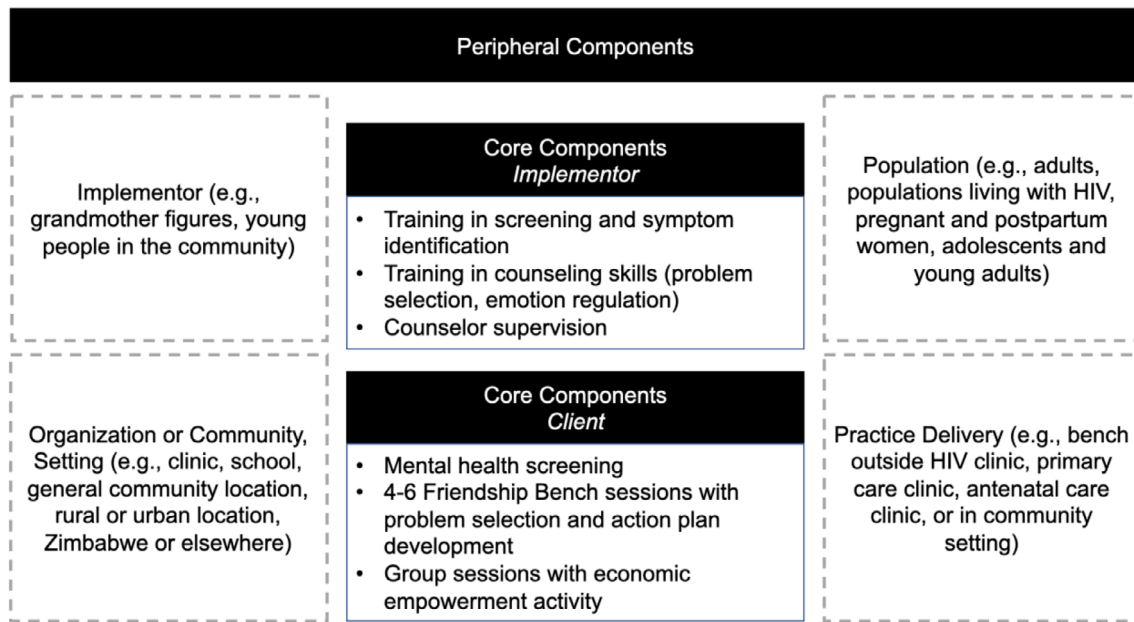 Peripheral Components
Implementor (e.g.,
grandmother figures, young
people in the community)
Core Components
Implementor
• Training in screening and symptom
identification
• Training in counseling skills (problem
selection, emotion regulation)
• Counselor supervision
Population (e.g., adults,
populations living with HIV,
pregnant and postpartum
women, adolescents and
young adults)
Organization or Community,
Setting (e.g., clinic, school,
general community location,
rural or urban location,
Zimbabwe or elsewhere)
Core Components
Client
• Mental health screening
• 4-6 Friendship Bench sessions with
problem selection and action plan
development
• Group sessions with economic
empowerment activity
Practice Delivery (e.g., bench
outside HIV clinic, primary
care clinic, antenatal care
clinic, or in community
setting)